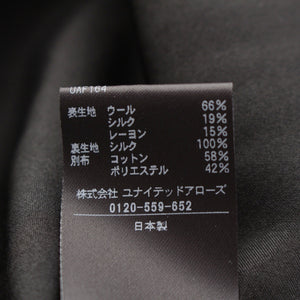 UAF164
表生地 ウール 66%
シルク 19%
レーヨン 15%
裏生地 シルク 100%
別布 コットン 58%
ポリエステル 42%
株式会社 ユナイテッドアローズ
0120-559-652
日本製